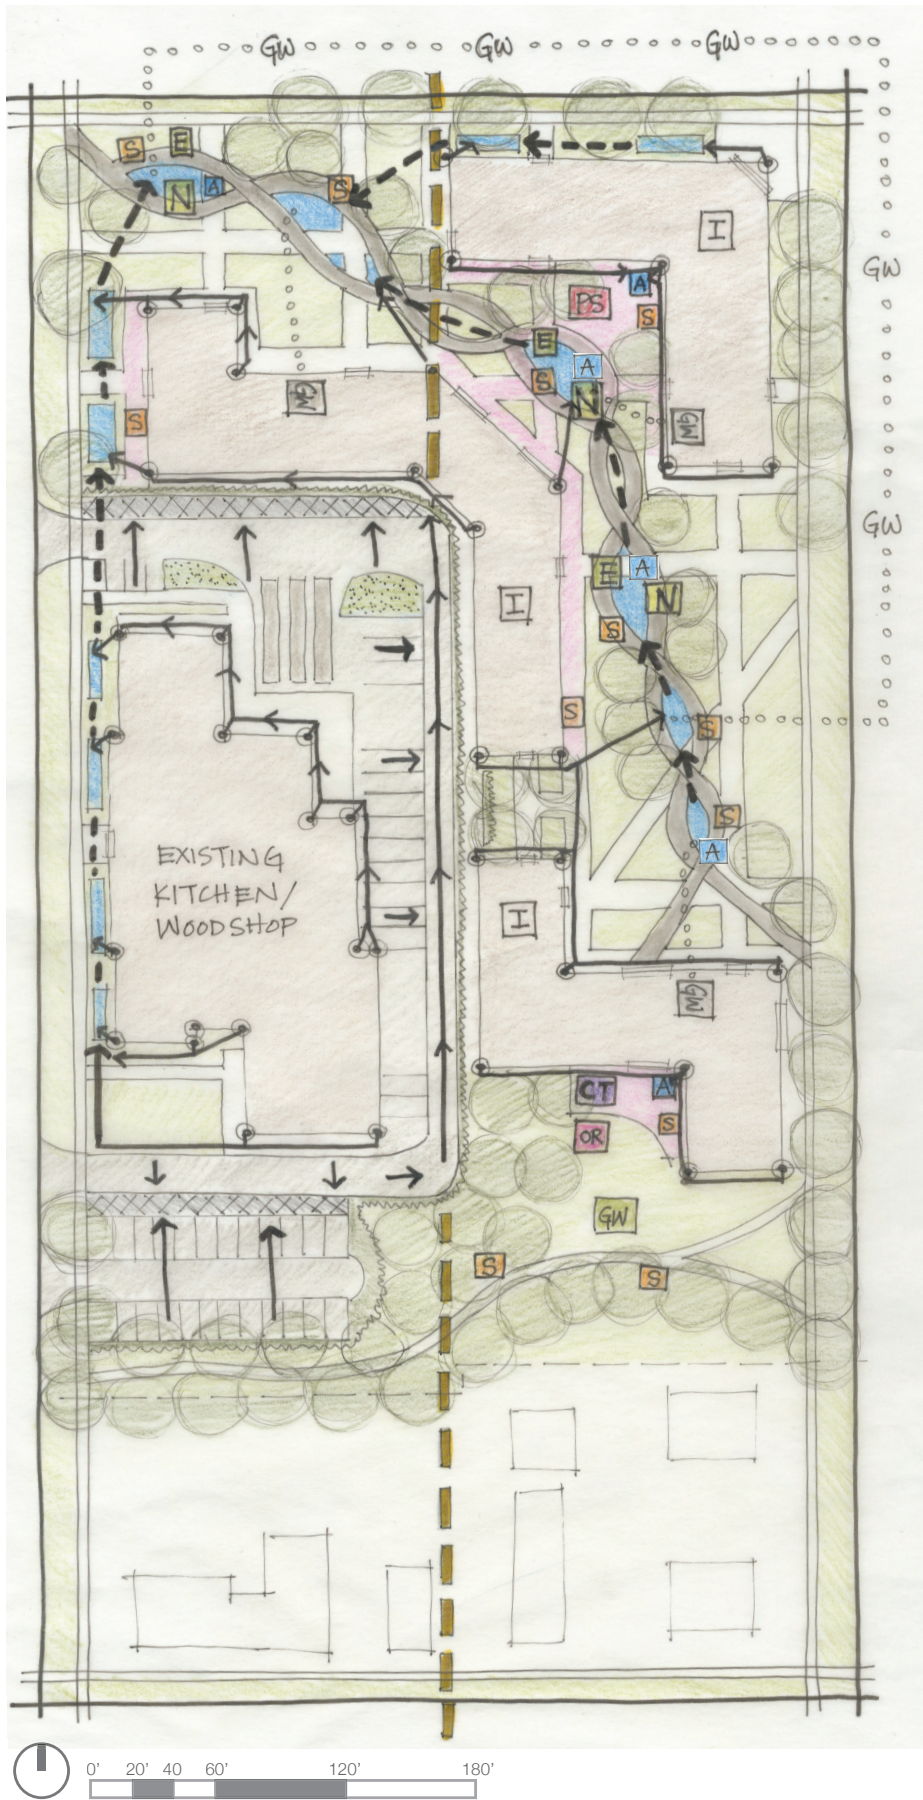 GW GW GW
S E
N A
S
I
GW
A
PS
S
E
A
S
N
GW
S
GW
GW
E A
N
I
S
S
S
S
A
EXISTING
KITCHEN/
WOODSHOP
I
GW
CT A
S
OR
GW
S
S
0' 20' 40' 60' 120' 180'